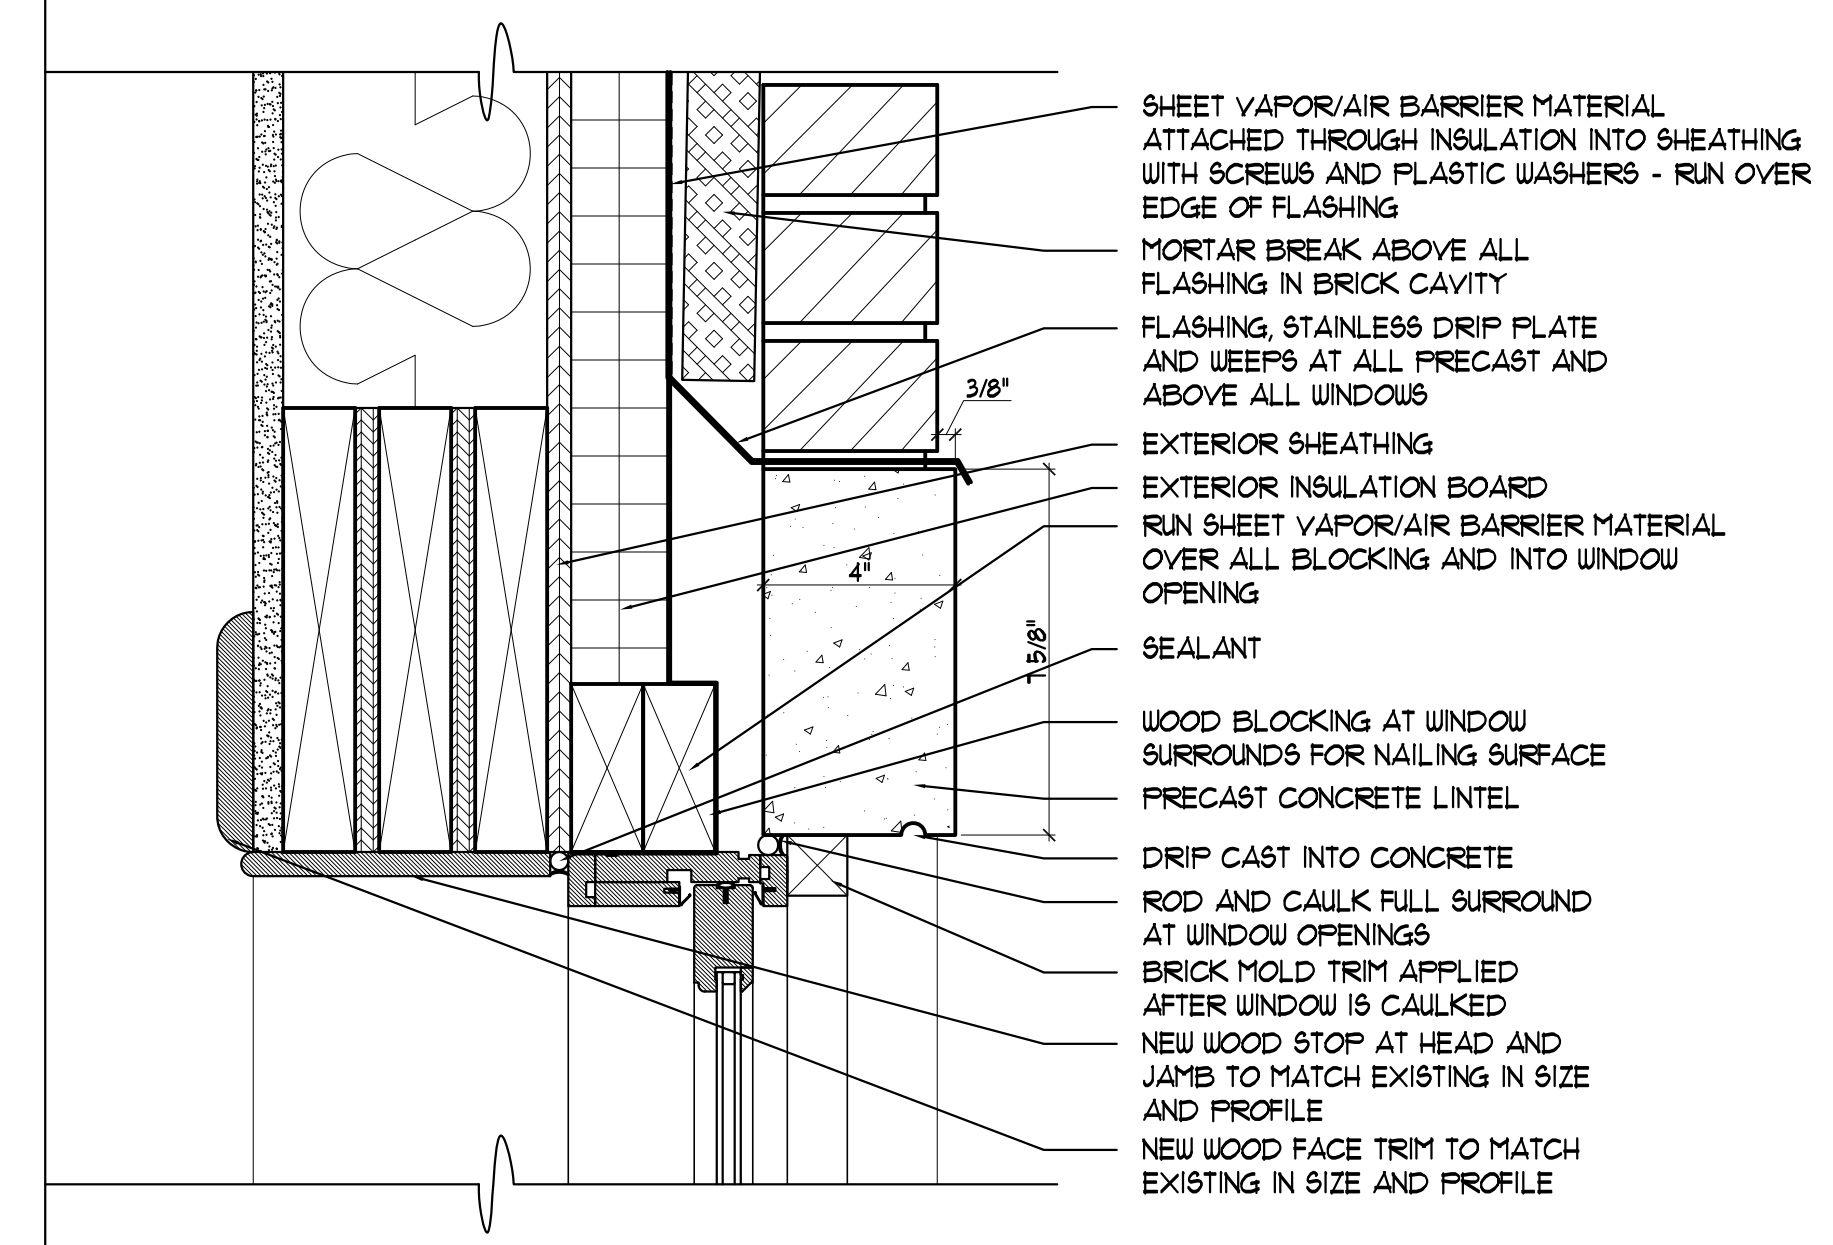 SHEET VAPOR/AIR BARRIER MATERIAL
ATTACHED THROUGH INSULATION INTO SHEATHING
WITH SCREWS AND PLASTIC WASHERS - RUN OVER
EDGE OF FLASHING
MORTAR BREAK ABOVE ALL
FLASHING IN BRICK CAVITY
FLASHING, STAINLESS DRIP PLATE
AND WEEPS AT ALL PRECAST AND
ABOVE ALL WINDOWS
3/8"
EXTERIOR SHEATHING
EXTERIOR INSULATION BOARD
RUN SHEET VAPOR/AIR BARRIER MATERIAL
OVER ALL BLOCKING AND INTO WINDOW
OPENING
4"
7 5/8"
SEALANT
WOOD BLOCKING AT WINDOW
SURROUNDS FOR NAILING SURFACE
PRECAST CONCRETE LINTEL
DRIP CAST INTO CONCRETE
ROD AND CAULK FULL SURROUND
AT WINDOW OPENINGS
BRICK MOLD TRIM APPLIED
AFTER WINDOW IS CAULKED
NEW WOOD STOP AT HEAD AND
JAMB TO MATCH EXISTING IN SIZE
AND PROFILE
NEW WOOD FACE TRIM TO MATCH
EXISTING IN SIZE AND PROFILE